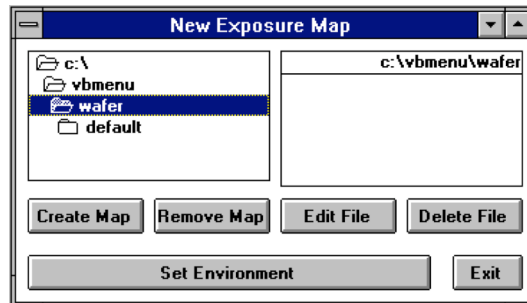 New Exposure Map
c:\
vbmenu
wafer
default
c:\vbmenu\wafer
Create Map Remove Map Edit File Delete File
Set Environment Exit